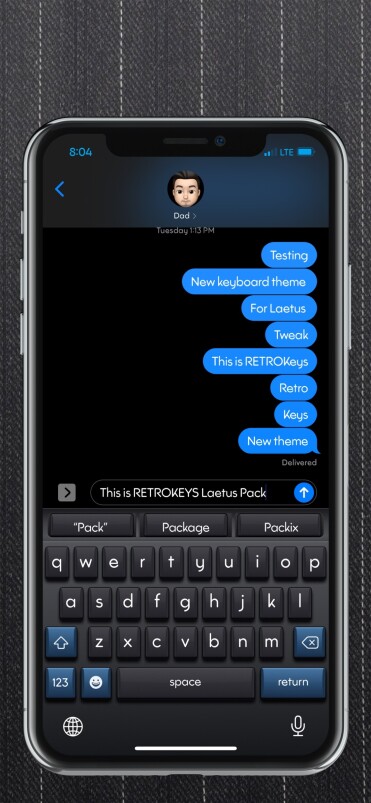 8:04
LTE
Dad
Tuesday 1:13 PM
Testing
New keyboard theme
For Laetus
Tweak
This is RETROKeys
Retro
Keys
New theme
Delivered
This is RETROKEYS Laetus Pack
"Pack" Package Packix
q w e r t y u i o p
a s d f g h j k l
z x c v b n m
123 space return